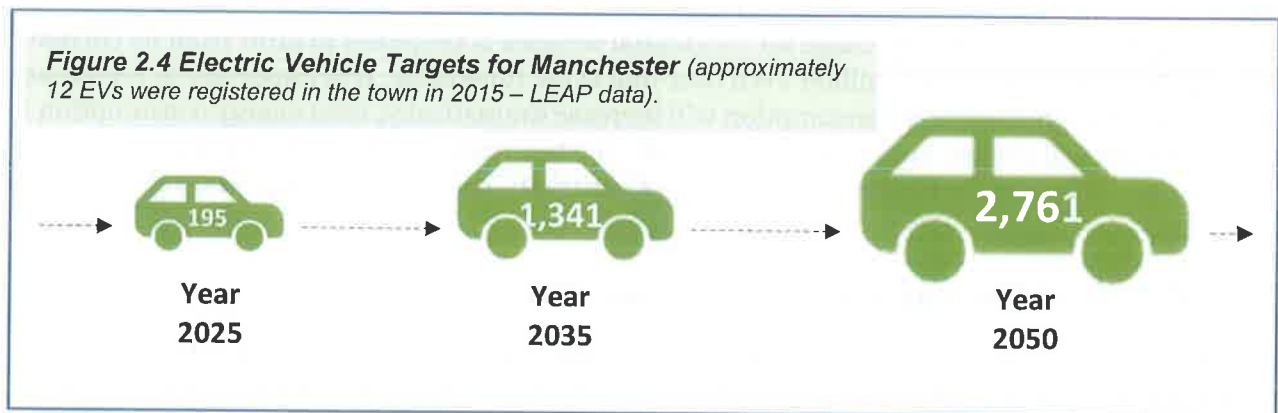 Figure 2.4 Electric Vehicle Targets for Manchester (approximately
12 EVs were registered in the town in 2015 – LEAP data).
195
1,341
2,761
Year
2025
Year
2035
Year
2050